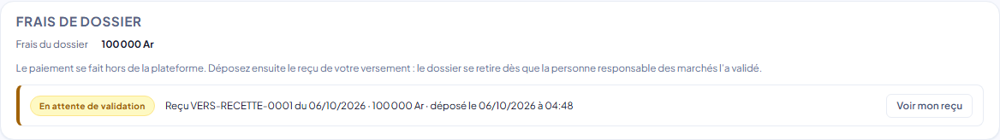 FRAIS DE DOSSIER
Frais du dossier 100 000 Ar
Le paiement se fait hors de la plateforme. Déposez ensuite le reçu de votre versement : le dossier se retire dès que la personne responsable des marchés l'a validé.
En attente de validation Reçu VERS-RECETTE-0001 du 06/10/2026 · 100 000 Ar · déposé le 06/10/2026 à 04:48 Voir mon reçu